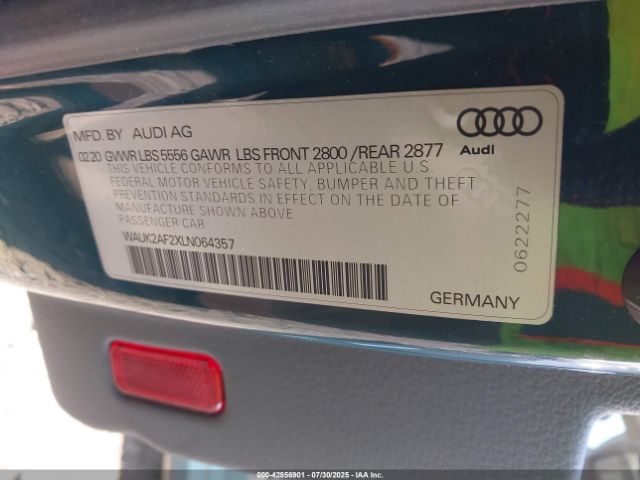 MFD. BY AUDI AG
0220 GVWR LBS 5556 GAWR LBS FRONT 2800 /REAR 2877
THIS VEHICLE CONFORMS TO ALL APPLICABLE U.S
FEDERAL MOTOR VEHICLE SAFETY, BUMPER AND THEFT
PREVENTION STANDARDS IN EFFECT ON THE DATE OF
MANUFACTURE SHOWN ABOVE
PASSENGER CAR
WAUK2AF2XLN064357
Audi
0622277
GERMANY
000-42856901 - 07/30/2025 - IAA Inc.